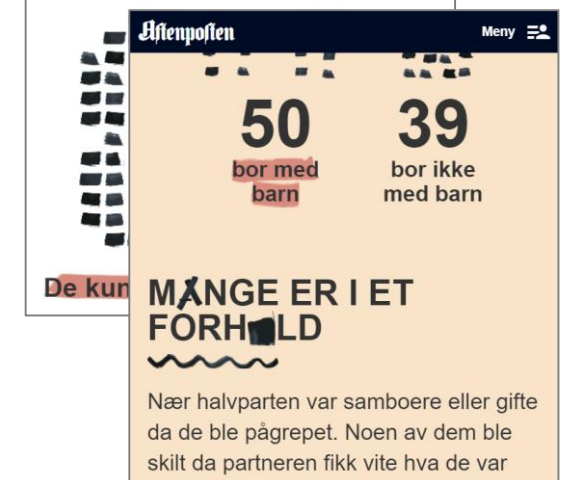 Aftenposten
Meny
50
39
bor med
barn
bor ikke
med barn
De kun
MANGE ER I ET
FORHOLD
Nær halvparten var samboere eller gifte
da de ble pågrepet. Noen av dem ble
skilt da partneren fikk vite hva de var